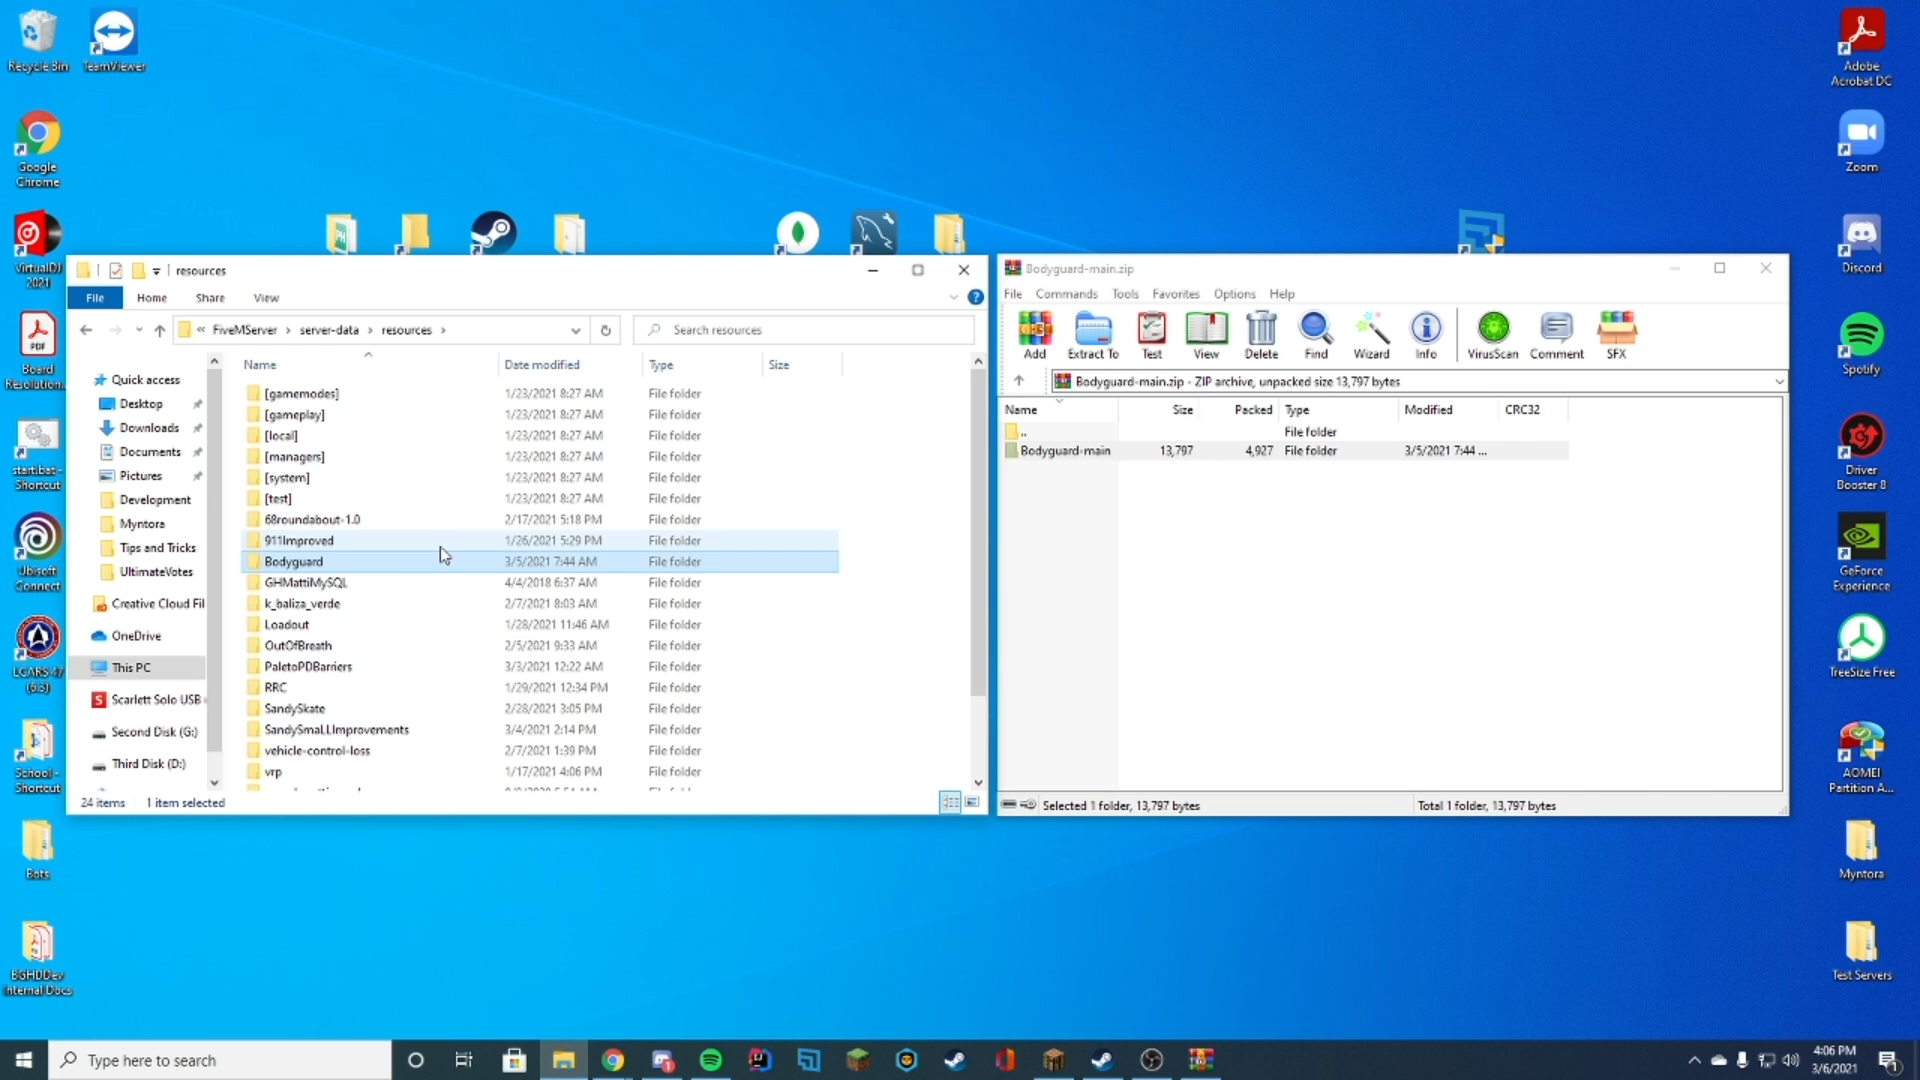 Recycle Bin
TeamViewer
Google
Chrome
VirtualDJ
2021
PDF
Board
Resolution...
start.bat -
Shortcut
Ubisoft
Connect
LCARS 47
(6.3)
School -
Shortcut
Bots
BGHDDev
Internal Docs
resources
File
Home
Share
View
« FiveMServer › server-data › resources ›
Search resources
Name
Date modified
Type
Size
Quick access
Desktop
Downloads
Documents
Pictures
Development
Myntora
Tips and Tricks
UltimateVotes
Creative Cloud Fil
OneDrive
This PC
Scarlett Solo USB
Second Disk (G:)
Third Disk (D:)
[gamemodes] 1/23/2021 8:27 AM File folder
[gameplay] 1/23/2021 8:27 AM File folder
[local] 1/23/2021 8:27 AM File folder
[managers] 1/23/2021 8:27 AM File folder
[system] 1/23/2021 8:27 AM File folder
[test] 1/23/2021 8:27 AM File folder
68roundabout-1.0 2/17/2021 5:18 PM File folder
911Improved 1/26/2021 5:29 PM File folder
Bodyguard 3/5/2021 7:44 AM File folder
GHMattiMySQL 4/4/2018 6:37 AM File folder
k_baliza_verde 2/7/2021 8:03 AM File folder
Loadout 1/28/2021 11:46 AM File folder
OutOfBreath 2/5/2021 9:33 AM File folder
PaletoPDBarriers 3/3/2021 12:22 AM File folder
RRC 1/29/2021 12:34 PM File folder
SandySkate 2/28/2021 3:05 PM File folder
SandySmaLLImprovements 3/4/2021 2:14 PM File folder
vehicle-control-loss 2/7/2021 1:39 PM File folder
vrp 1/17/2021 4:06 PM File folder
24 items 1 item selected
Bodyguard-main.zip
File Commands Tools Favorites Options Help
Add
Extract To
Test
View
Delete
Find
Wizard
Info
VirusScan
Comment
SFX
Bodyguard-main.zip - ZIP archive, unpacked size 13,797 bytes
Name Size Packed Type Modified CRC32
.. File folder
Bodyguard-main 13,797 4,927 File folder 3/5/2021 7:44 ...
Selected 1 folder, 13,797 bytes
Total 1 folder, 13,797 bytes
Adobe
Acrobat DC
Zoom
Discord
Spotify
Driver
Booster 8
GeForce
Experience
TreeSize Free
AOMEI
Partition A...
Myntora
Test Servers
Type here to search
4:06 PM
3/6/2021